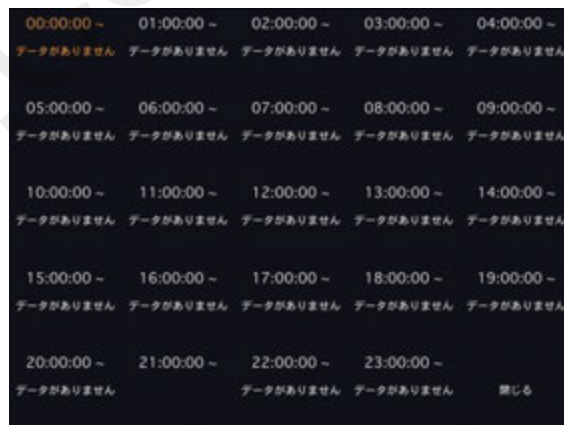 00:00:00 ~ 01:00:00 ~ 02:00:00 ~ 03:00:00 ~ 04:00:00 ~
データがありません データがありません データがありません データがありません データがありません
05:00:00 ~ 06:00:00 ~ 07:00:00 ~ 08:00:00 ~ 09:00:00 ~
データがありません データがありません データがありません データがありません データがありません
10:00:00 ~ 11:00:00 ~ 12:00:00 ~ 13:00:00 ~ 14:00:00 ~
データがありません データがありません データがありません データがありません データがありません
15:00:00 ~ 16:00:00 ~ 17:00:00 ~ 18:00:00 ~ 19:00:00 ~
データがありません データがありません データがありません データがありません データがありません
20:00:00 ~ 21:00:00 ~ 22:00:00 ~ 23:00:00 ~
データがありません データがありません データがありません 閉じる